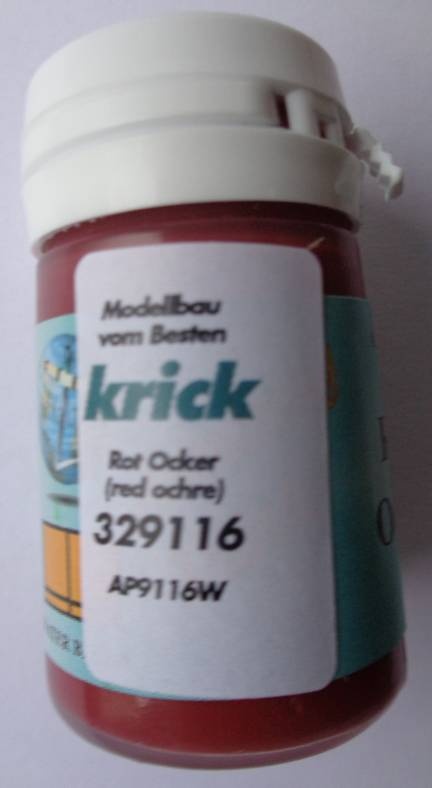 Modellbau
vom Besten
krick
Rot Ocker
(red ochre)
329116
AP9116W